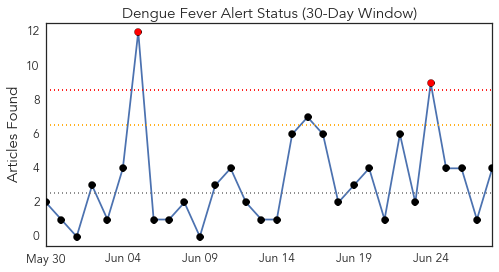 Dengue Fever Alert Status (30-Day Window)
Articles Found
12
10
8
6
4
2
0
May 30
Jun 04
Jun 09
Jun 14
Jun 19
Jun 24